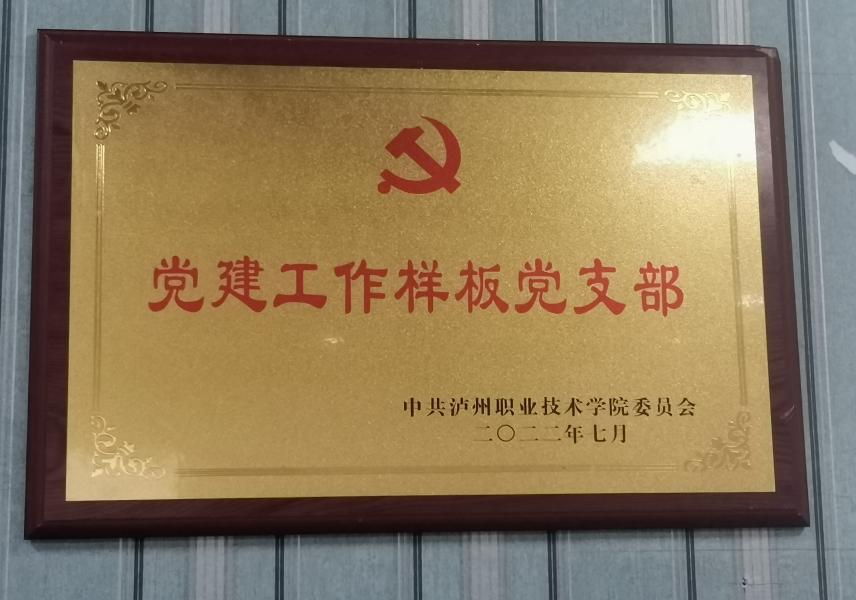 党建工作样板党支部
中共泸州职业技术学院委员会
二〇二二年七月